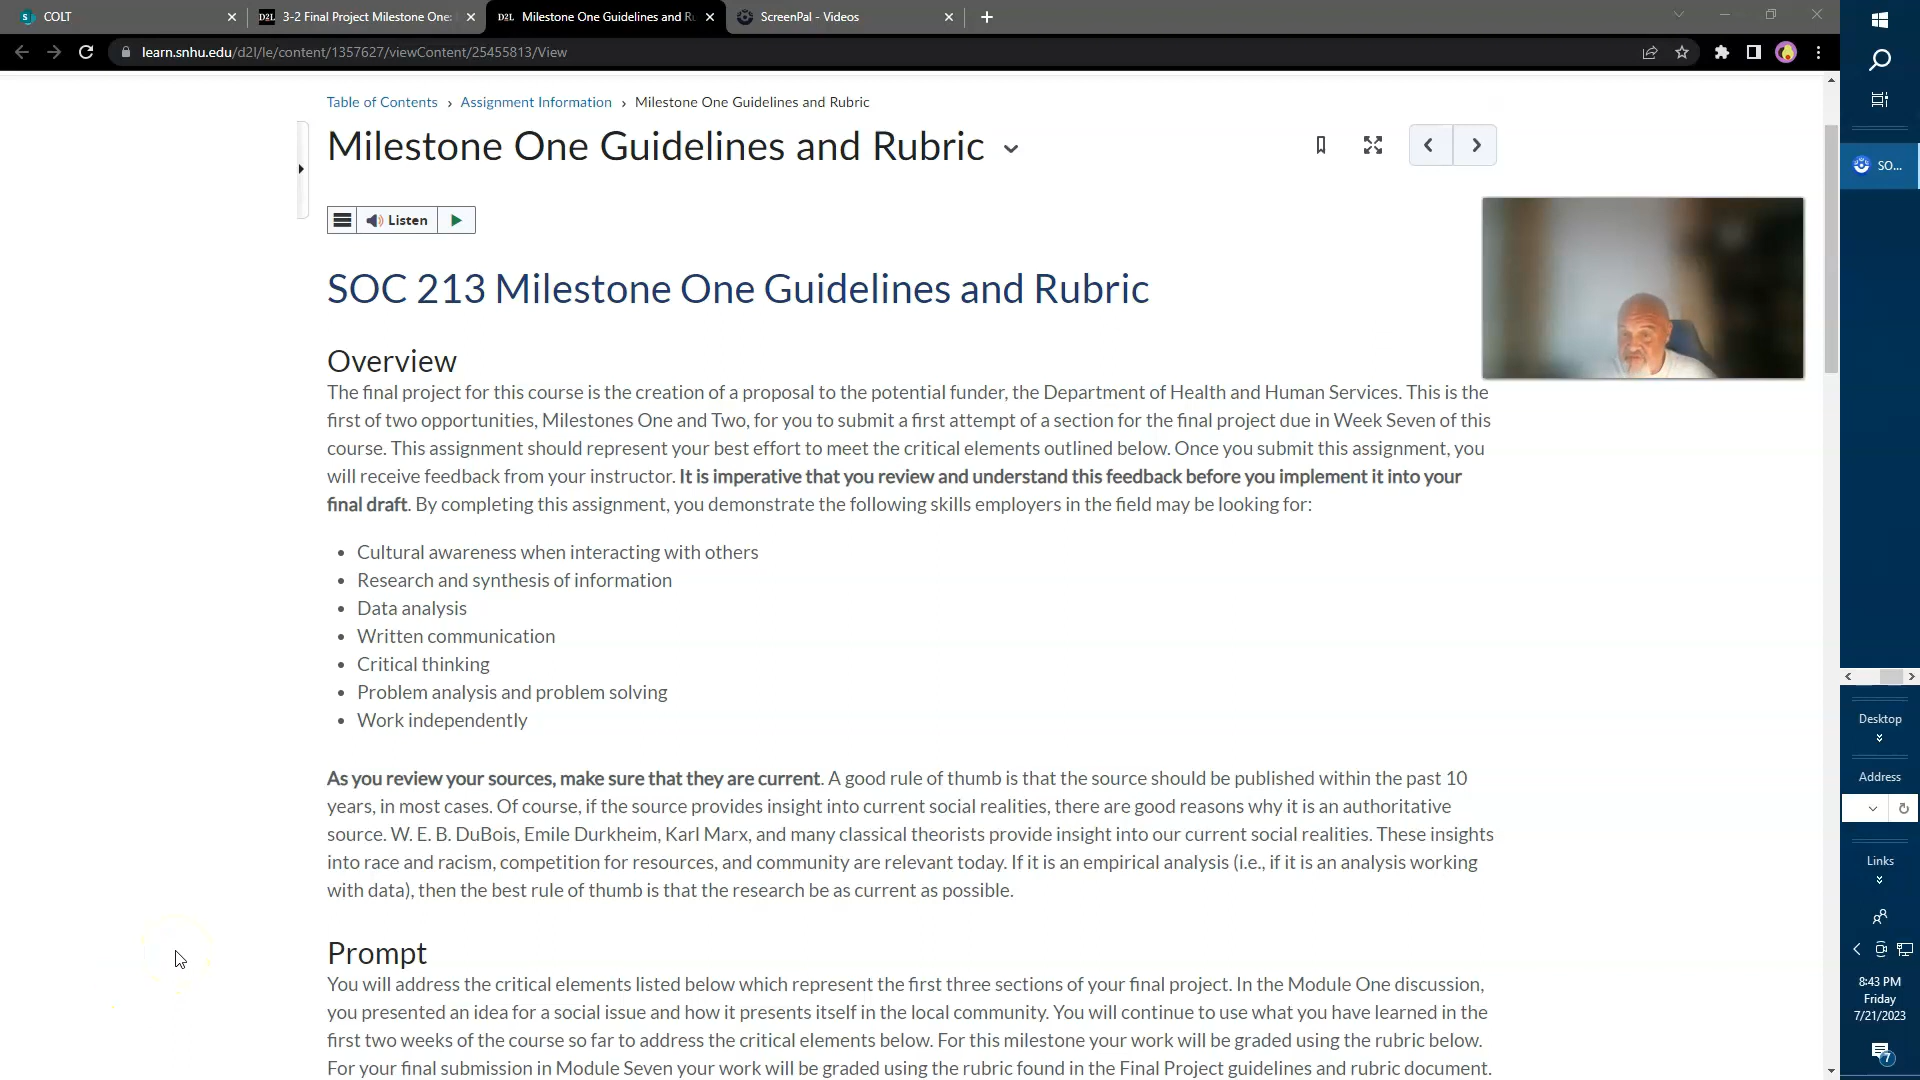 COLT
3-2 Final Project Milestone One:
Milestone One Guidelines and Ru
ScreenPal - Videos
learn.snhu.edu/d2l/le/content/1357627/viewContent/25455813/View
Table of Contents › Assignment Information › Milestone One Guidelines and Rubric
Milestone One Guidelines and Rubric
Listen
SO...
SOC 213 Milestone One Guidelines and Rubric
Overview
The final project for this course is the creation of a proposal to the potential funder, the Department of Health and Human Services. This is the
first of two opportunities, Milestones One and Two, for you to submit a first attempt of a section for the final project due in Week Seven of this
course. This assignment should represent your best effort to meet the critical elements outlined below. Once you submit this assignment, you
will receive feedback from your instructor. It is imperative that you review and understand this feedback before you implement it into your
final draft. By completing this assignment, you demonstrate the following skills employers in the field may be looking for:
• Cultural awareness when interacting with others
• Research and synthesis of information
• Data analysis
• Written communication
• Critical thinking
• Problem analysis and problem solving
• Work independently
As you review your sources, make sure that they are current. A good rule of thumb is that the source should be published within the past 10
years, in most cases. Of course, if the source provides insight into current social realities, there are good reasons why it is an authoritative
source. W. E. B. DuBois, Emile Durkheim, Karl Marx, and many classical theorists provide insight into our current social realities. These insights
into race and racism, competition for resources, and community are relevant today. If it is an empirical analysis (i.e., if it is an analysis working
with data), then the best rule of thumb is that the research be as current as possible.
Prompt
You will address the critical elements listed below which represent the first three sections of your final project. In the Module One discussion,
you presented an idea for a social issue and how it presents itself in the local community. You will continue to use what you have learned in the
first two weeks of the course so far to address the critical elements below. For this milestone your work will be graded using the rubric below.
For your final submission in Module Seven your work will be graded using the rubric found in the Final Project guidelines and rubric document.
Desktop
Address
Links
8:43 PM
Friday
7/21/2023
7